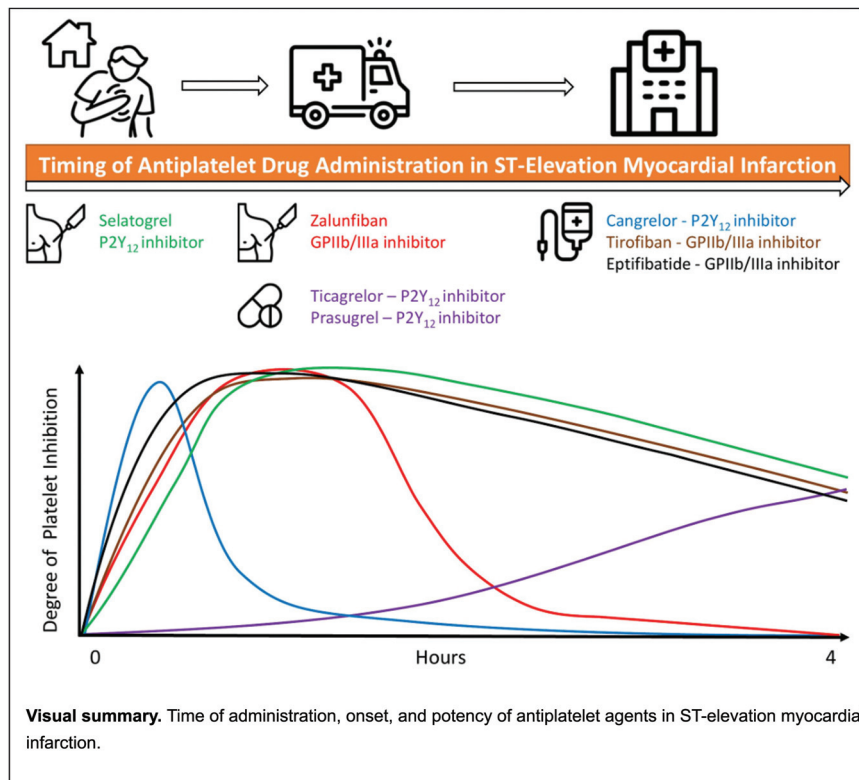 Timing of Antiplatelet Drug Administration in ST-Elevation Myocardial Infarction
Selatogrel
P2Y₁₂ inhibitor
Zalunfiban
GPIIb/IIIa inhibitor
Cangrelor - P2Y₁₂ inhibitor
Tirofiban - GPIIb/IIIa inhibitor
Eptifibatide - GPIIb/IIIa inhibitor
Ticagrelor – P2Y₁₂ inhibitor
Prasugrel – P2Y₁₂ inhibitor
Degree of Platelet Inhibition
0
Hours
4
Visual summary. Time of administration, onset, and potency of antiplatelet agents in ST-elevation myocardia
infarction.